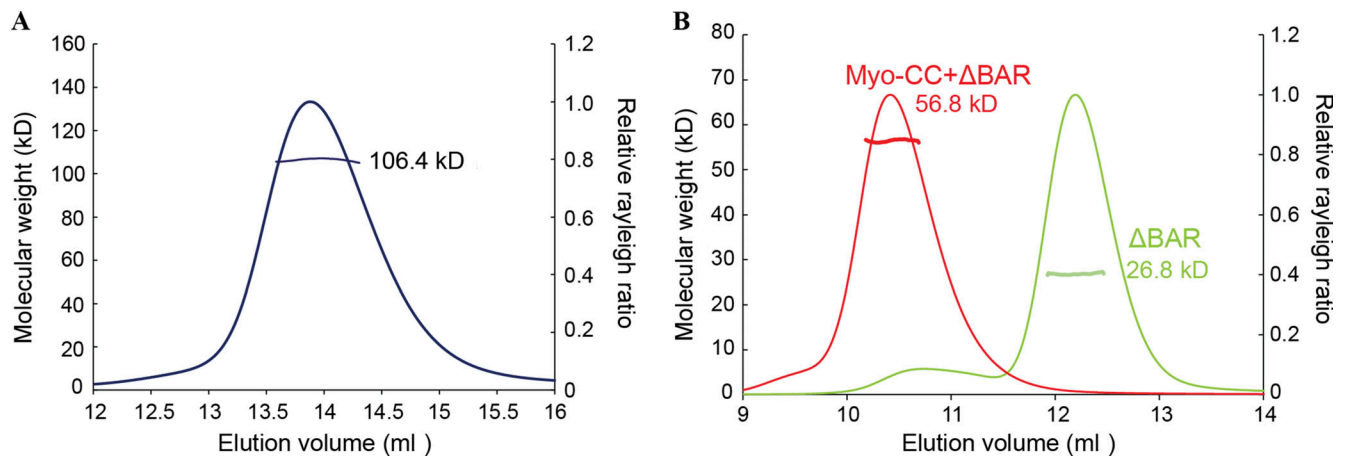 A
Molecular weight (kD)
160
140
120
100
80
60
40
20
0
106.4 kD
1.2
1.0
0.8
0.6
0.4
0.2
0
Relative rayleigh ratio
12 12.5 13 13.5 14 14.5 15 15.5 16
Elution volume (ml )
B
Molecular weight (kD)
80
70
60
50
40
30
20
10
0
Myo-CC+ΔBAR
56.8 kD
ΔBAR
26.8 kD
1.2
1.0
0.8
0.6
0.4
0.2
0
Relative rayleigh ratio
9 10 11 12 13 14
Elution volume (ml )